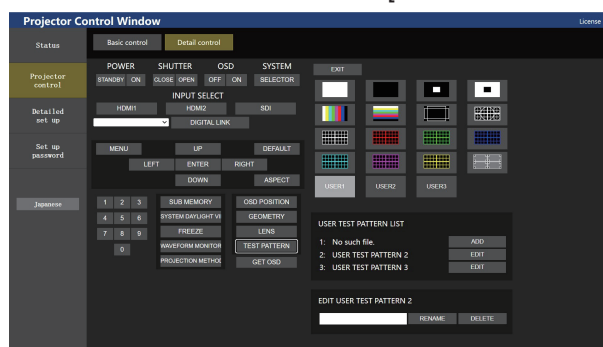 Projector Control Window
License
Status
Projector
control
Detailed
set up
Set up
password
Japanese
Basic control
Detail control
POWER
SHUTTER
OSD
SYSTEM
STANDBY
ON
CLOSE
OPEN
OFF
ON
SELECTOR
INPUT SELECT
HDMI1
HDMI2
SDI
DIGITAL LINK
MENU
UP
DEFAULT
LEFT
ENTER
RIGHT
DOWN
ASPECT
1 2 3
4 5 6
7 8 9
0
SUB MEMORY
SYSTEM DAYLIGHT VI
FREEZE
WAVEFORM MONITOR
PROJECTION METHOD
OSD POSITION
GEOMETRY
LENS
TEST PATTERN
GET OSD
EXIT
USER1
USER2
USER3
USER TEST PATTERN LIST
1: No such file.
ADD
2: USER TEST PATTERN 2
EDIT
3: USER TEST PATTERN 3
EDIT
EDIT USER TEST PATTERN 2
RENAME
DELETE